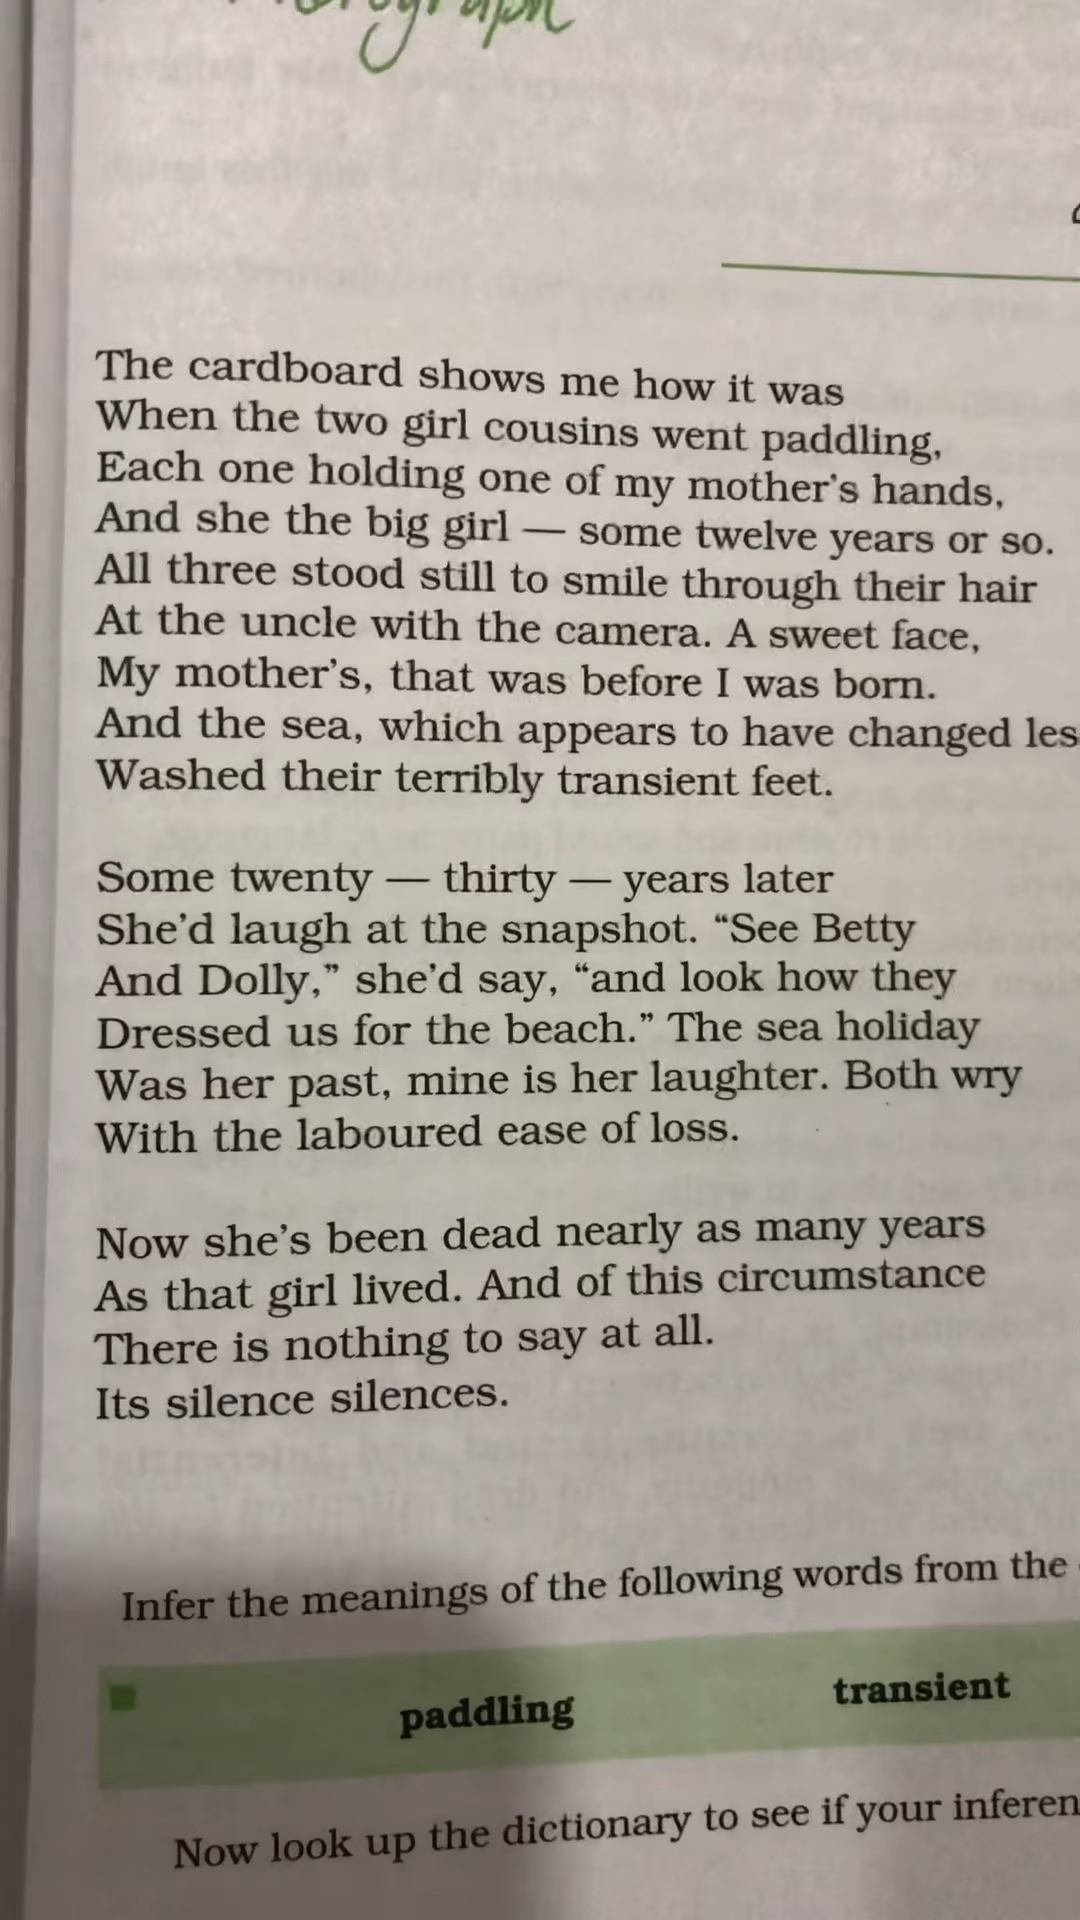 The cardboard shows me how it was
When the two girl cousins went paddling,
Each one holding one of my mother's hands,
And she the big girl — some twelve years or so.
All three stood still to smile through their hair
At the uncle with the camera. A sweet face,
My mother's, that was before I was born.
And the sea, which appears to have changed les
Washed their terribly transient feet.
Some twenty — thirty — years later
She'd laugh at the snapshot. “See Betty
And Dolly,” she'd say, “and look how they
Dressed us for the beach.” The sea holiday
Was her past, mine is her laughter. Both wry
With the laboured ease of loss.
Now she's been dead nearly as many years
As that girl lived. And of this circumstance
There is nothing to say at all.
Its silence silences.
Infer the meanings of the following words from the
paddling transient
Now look up the dictionary to see if your inferen